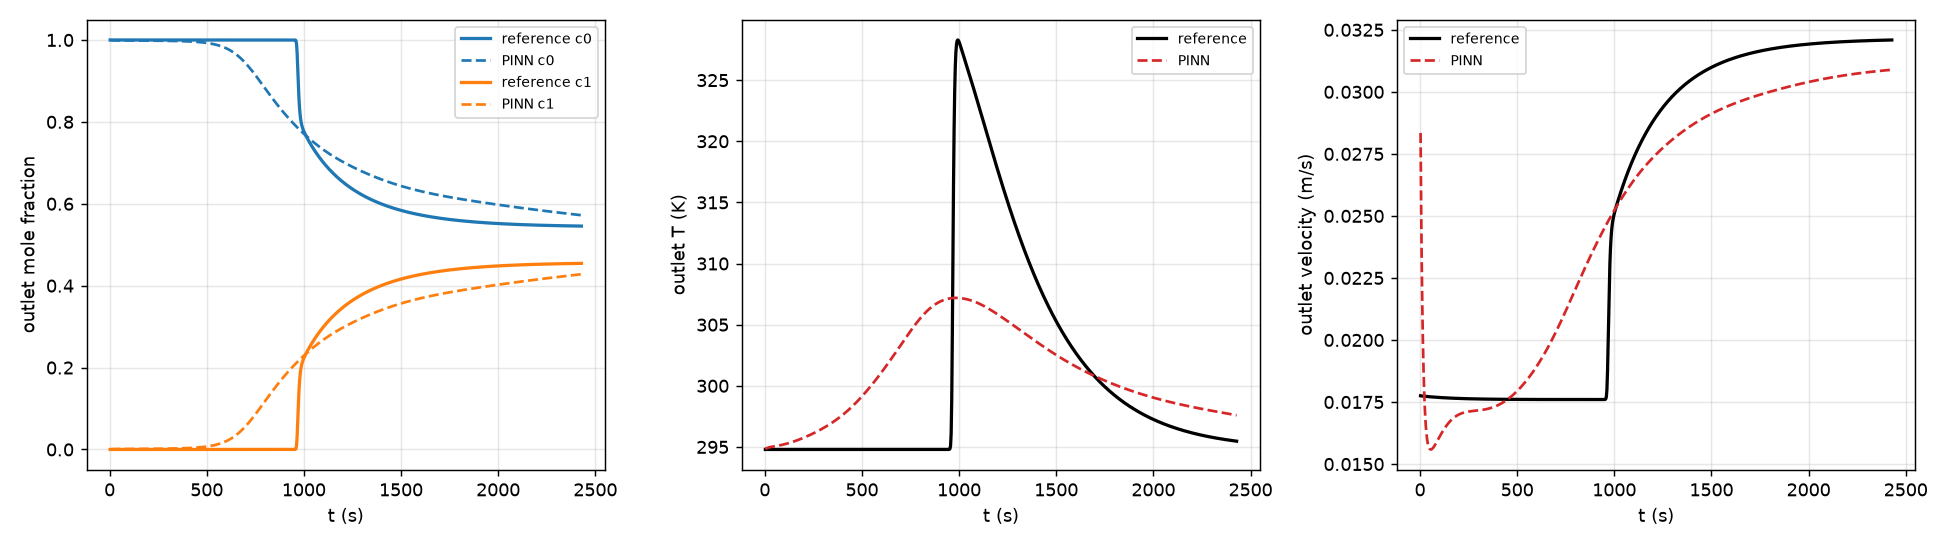 outlet mole fraction
1.0
0.8
0.6
0.4
0.2
0.0
0 500 1000 1500 2000 2500
t (s)
reference c0
PINN c0
reference c1
PINN c1
outlet T (K)
325
320
315
310
305
300
295
0 500 1000 1500 2000 2500
t (s)
reference
PINN
outlet velocity (m/s)
0.0325
0.0300
0.0275
0.0250
0.0225
0.0200
0.0175
0.0150
0 500 1000 1500 2000 2500
t (s)
reference
PINN